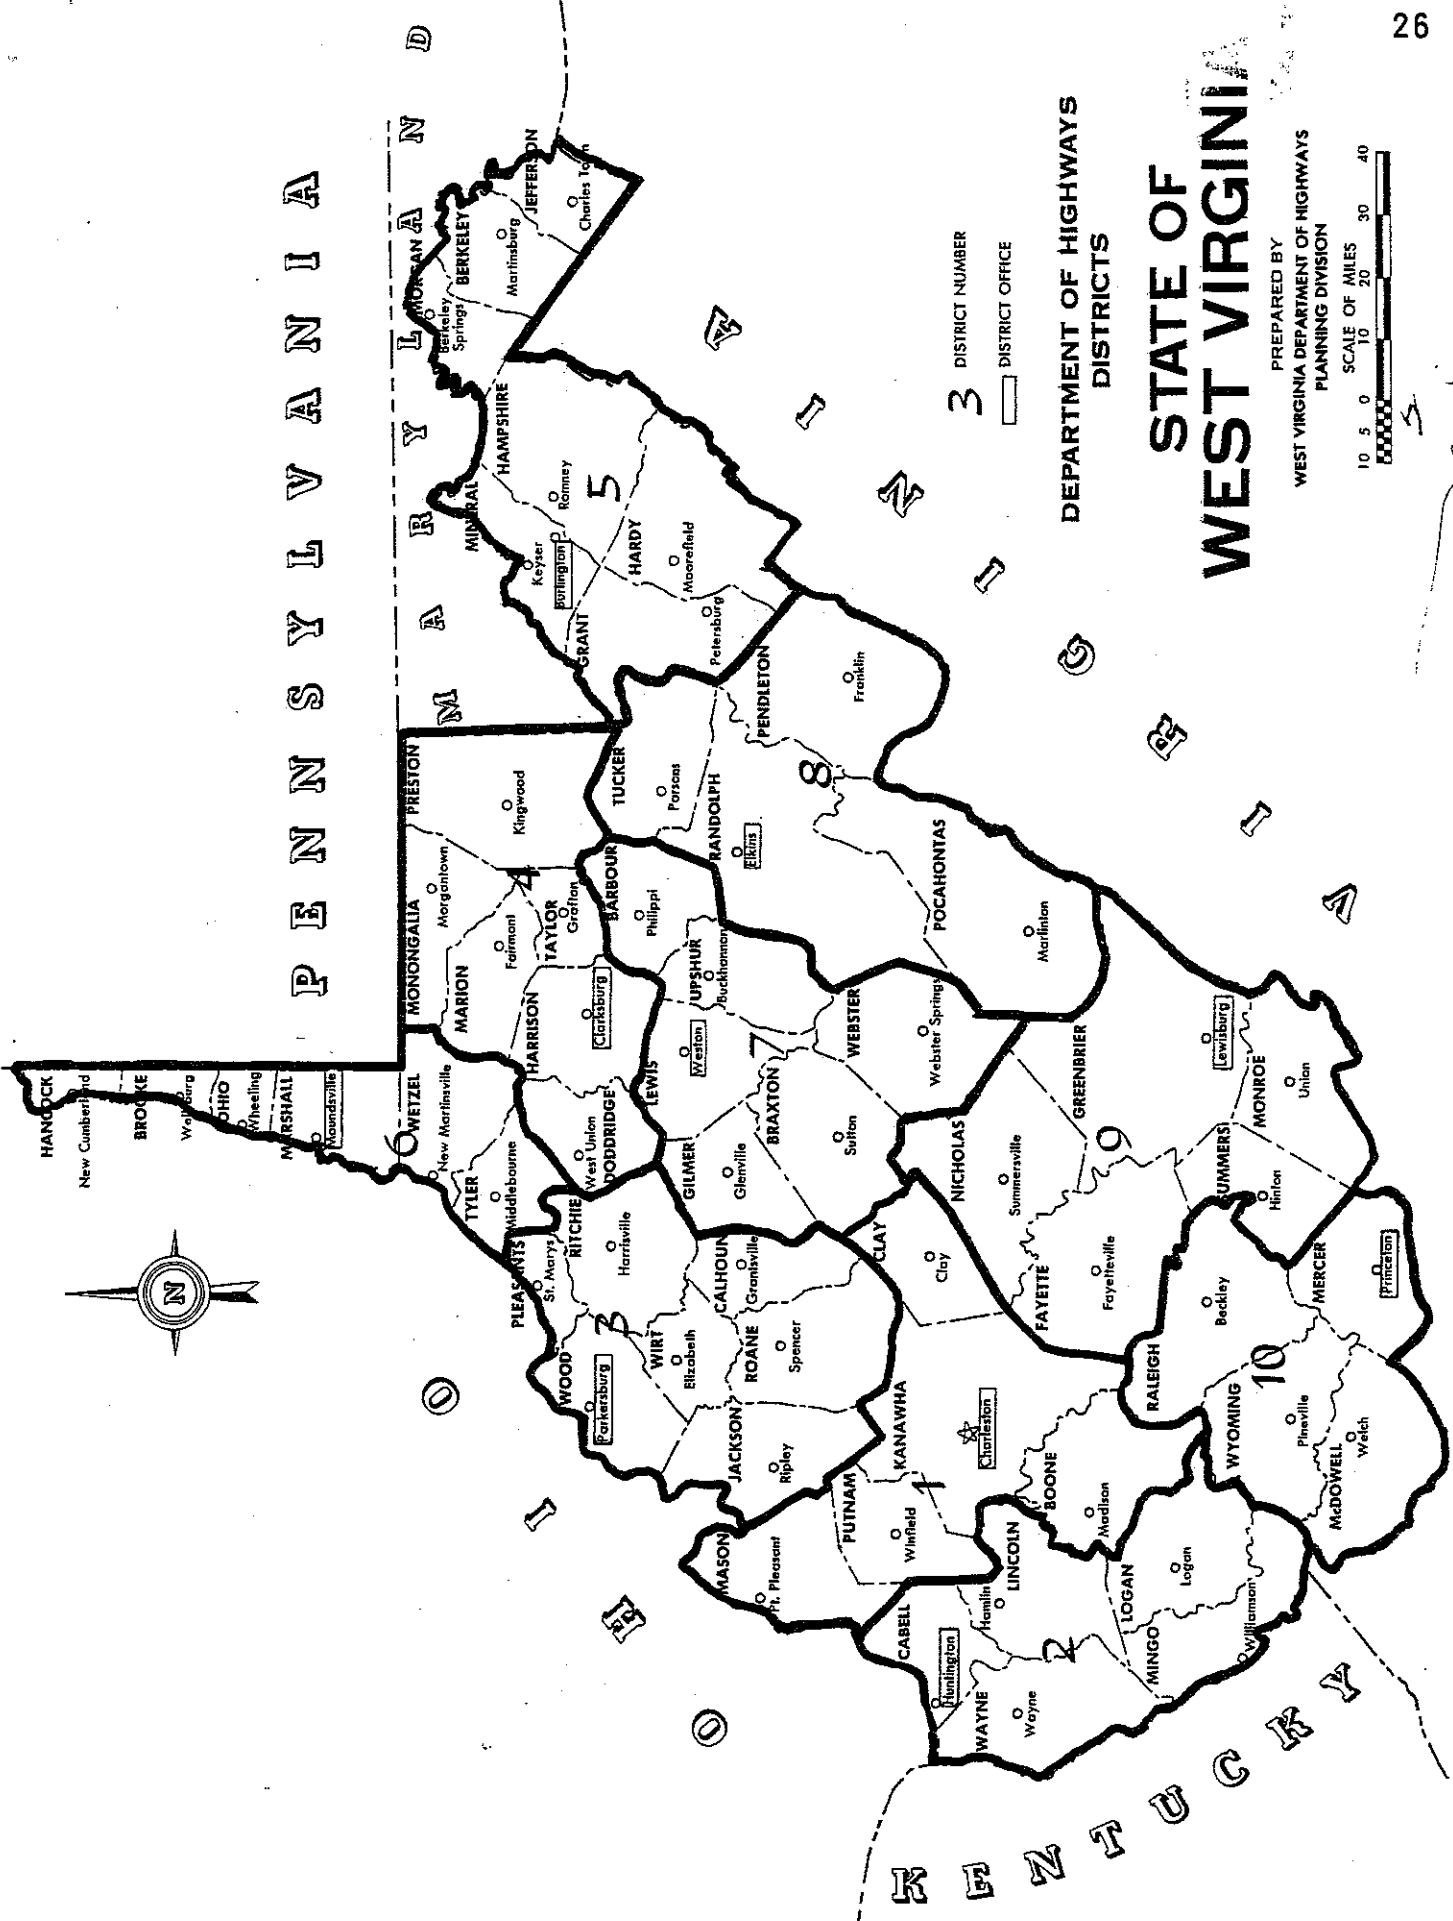 26
PENNSYLVANIA
MARYLAND
OHIO
KENTUCKY
VIRGINIA
N
HANCOCK
New Cumberland
BROOKE
Wellsburg
OHIO
Wheeling
MARSHALL
Moundsville
6
WETZEL
New Martinsville
TYLER
Middlebourne
PLEASANTS
St. Marys
RITCHIE
Harrisville
WOOD
Parkersburg
3
WIRT
Elizabeth
CALHOUN
Grantsville
ROANE
Spencer
JACKSON
Ripley
MONONGALIA
Morgantown
PRESTON
Kingwood
MARION
Fairmont
4
TAYLOR
Grafton
HARRISON
Clarksburg
DODDRIDGE
West Union
MORGAN
Berkeley
Springs
BERKELEY
Martinsburg
JEFFERSON
Charles Town
HAMPSHIRE
Romney
MINERAL
Keyser
Burlington
5
HARDY
Moorefield
GRANT
Petersburg
TUCKER
Parsons
RANDOLPH
Elkins
PENDLETON
Franklin
8
POCAHONTAS
Marlinton
BARBOUR
Philippi
UPSHUR
Buckhannon
LEWIS
Weston
7
GILMER
Glenville
BRAXTON
Sutton
WEBSTER
Webster Springs
MASON
Pt. Pleasant
PUTNAM
Winfield
KANAWHA
Charleston
1
CLAY
Clay
BOONE
Madison
CABELL
Huntington
WAYNE
Wayne
2
LINCOLN
Hamlin
LOGAN
Logan
MINGO
Williamson
NICHOLAS
Summersville
GREENBRIER
Lewisburg
9
FAYETTE
Fayetteville
SUMMERS
Hinton
MONROE
Union
RALEIGH
Beckley
10
WYOMING
Pineville
McDOWELL
Welch
MERCER
Princeton
3 DISTRICT NUMBER
DISTRICT OFFICE
DEPARTMENT OF HIGHWAYS
DISTRICTS
STATE OF
WEST VIRGINIA
PREPARED BY
WEST VIRGINIA DEPARTMENT OF HIGHWAYS
PLANNING DIVISION
SCALE OF MILES
10 5 0 10 20 30 40